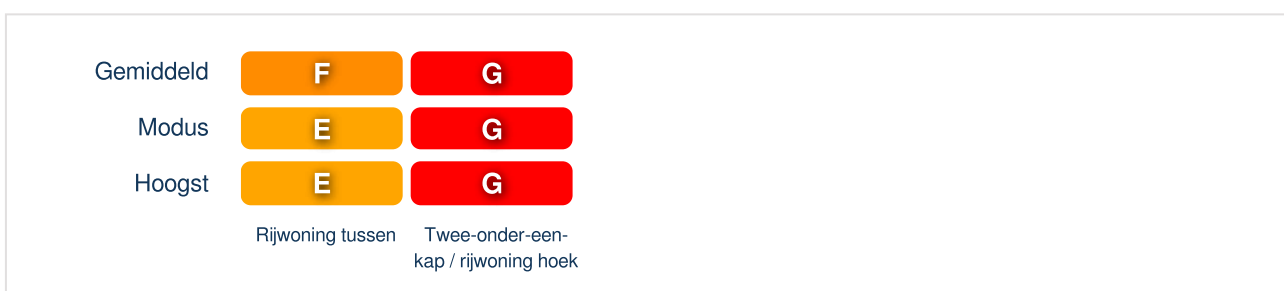 Gemiddeld F G
Modus E G
Hoogst E G
Rijwoning tussen Twee-onder-een-
kap / rijwoning hoek